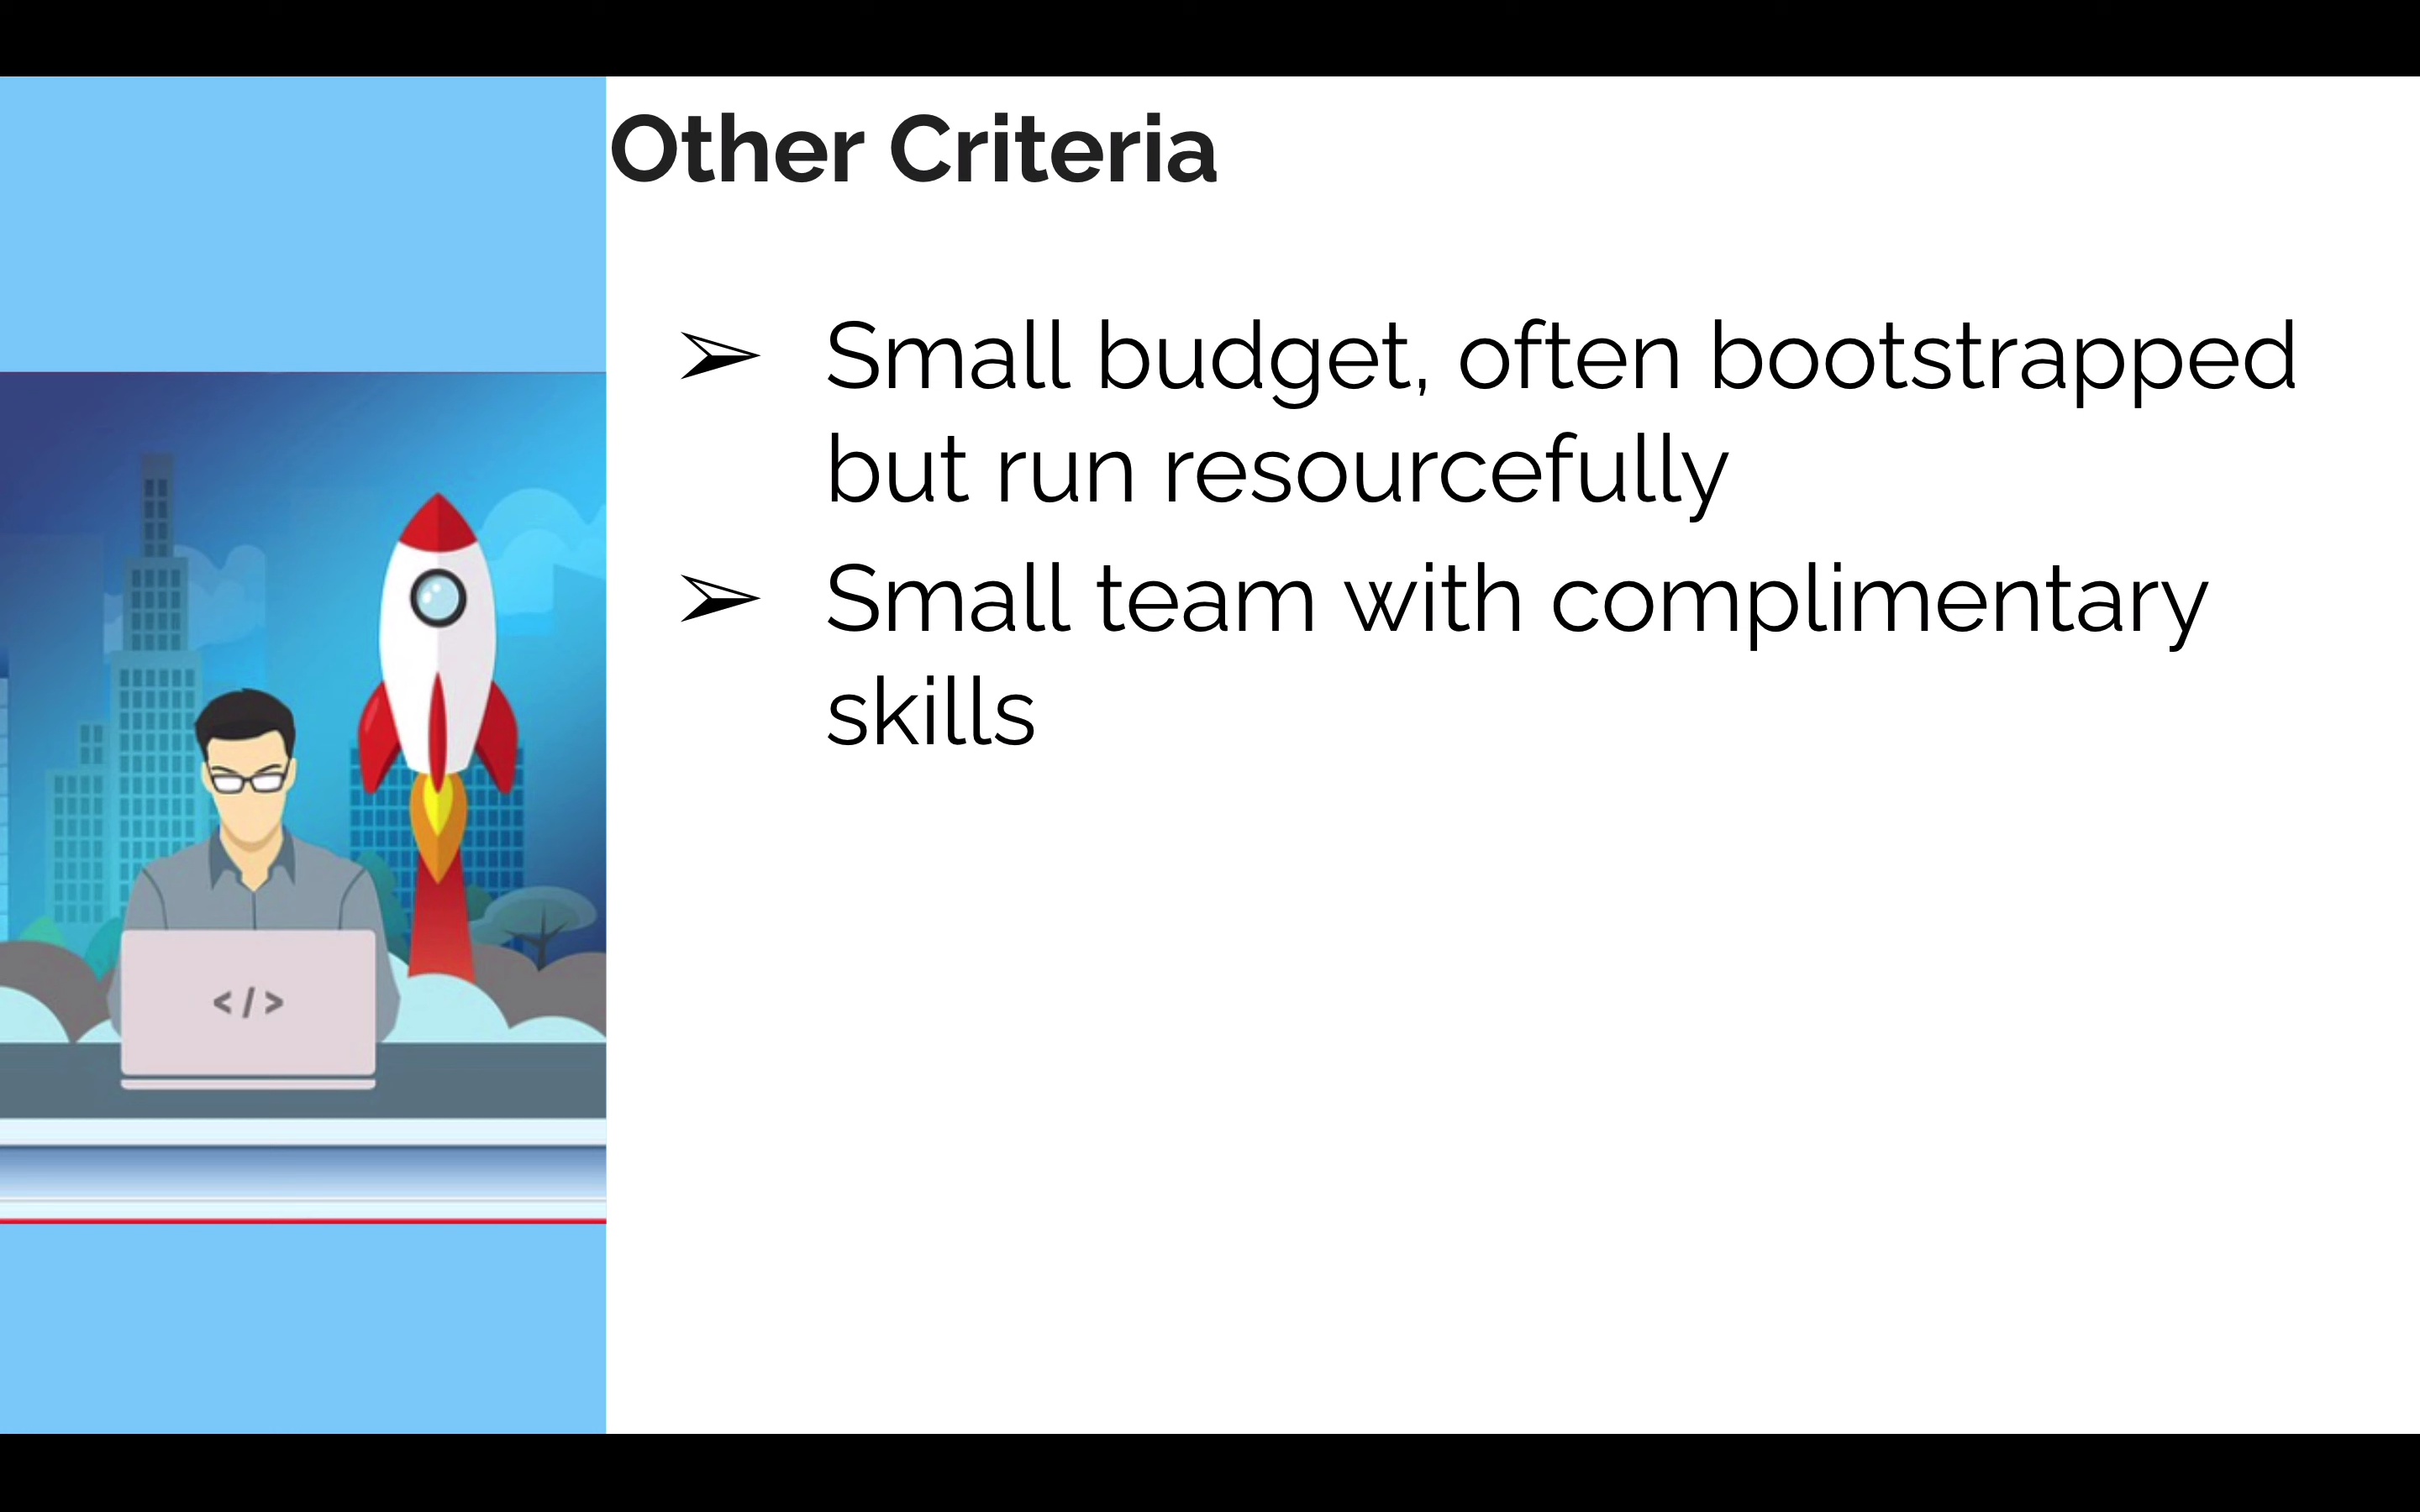 Other Criteria
➢ Small budget, often bootstrapped
but run resourcefully
➢ Small team with complimentary
skills
</>